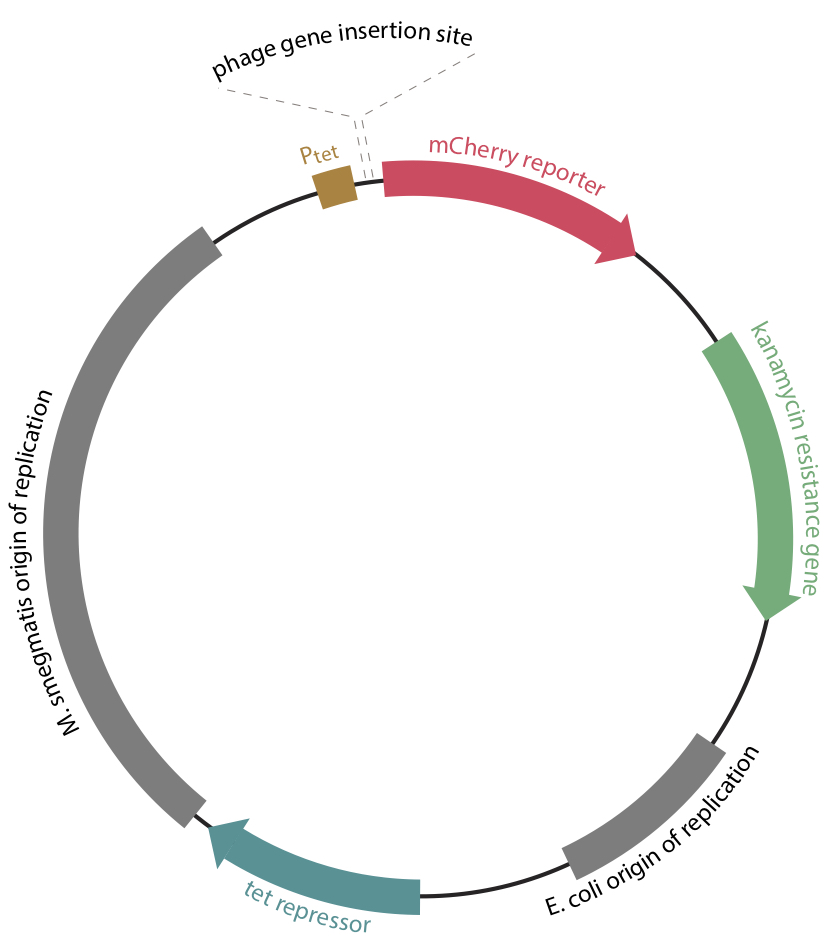 phage gene insertion site
Ptet
mCherry reporter
kanamycin resistance gene
E. coli origin of replication
tet repressor
M. smegmatis origin of replication